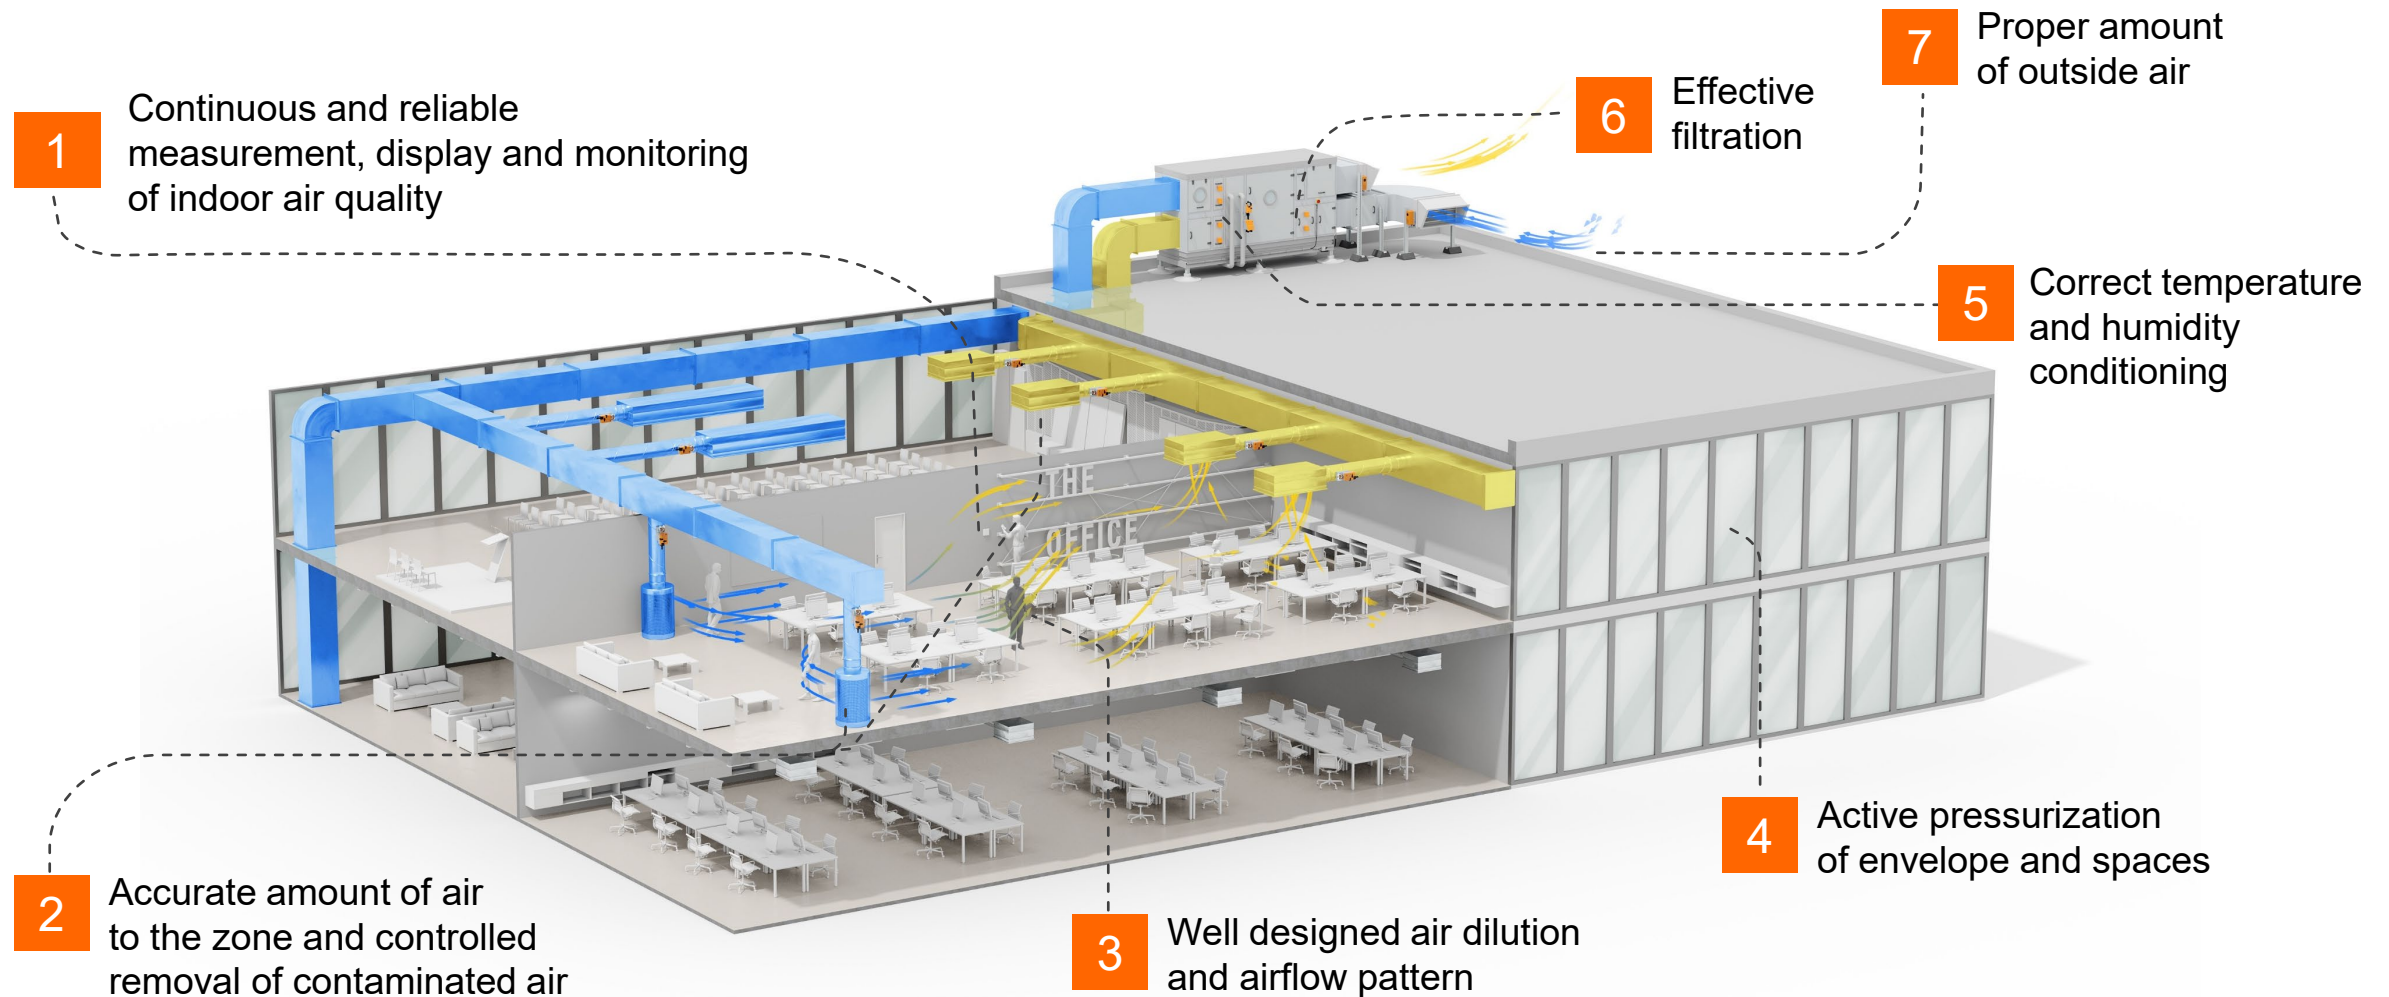 1
Continuous and reliable
measurement, display and monitoring
of indoor air quality
6
Effective
filtration
7
Proper amount
of outside air
5
Correct temperature
and humidity
conditioning
THE
OFFICE
4
Active pressurization
of envelope and spaces
2
Accurate amount of air
to the zone and controlled
removal of contaminated air
3
Well designed air dilution
and airflow pattern